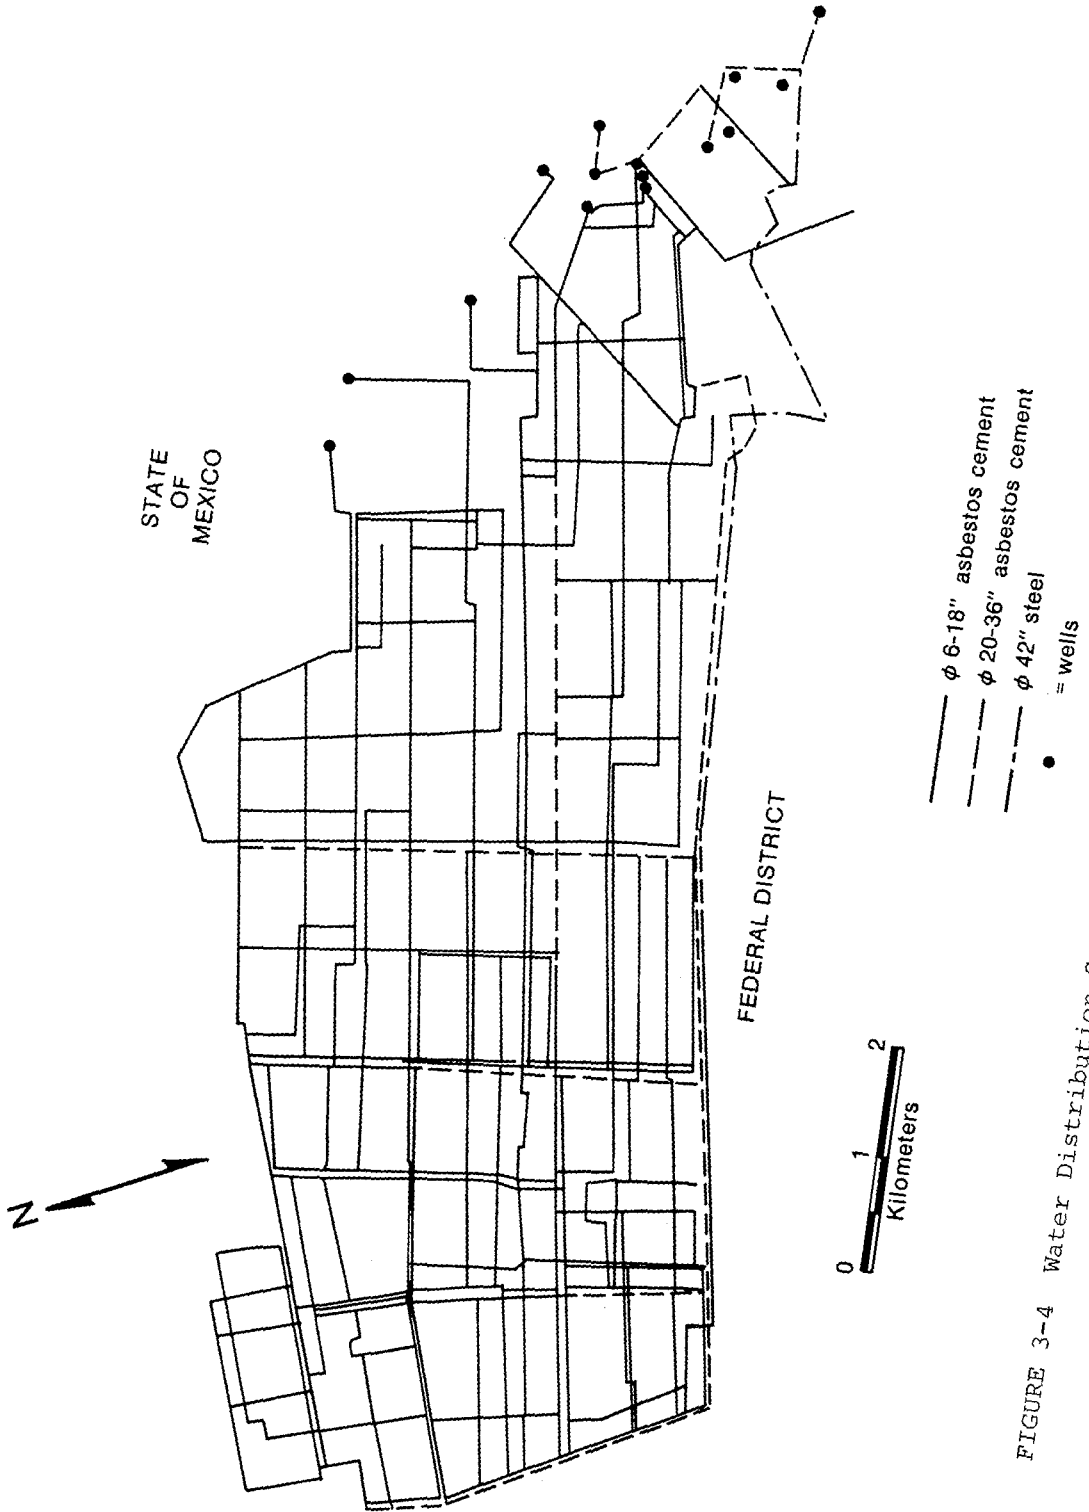 STATE
OF
MEXICO
N
FEDERAL DISTRICT
0 1 2
Kilometers
ϕ 6-18" asbestos cement
ϕ 20-36" asbestos cement
ϕ 42" steel
= wells
FIGURE 3-4 Water Distribution